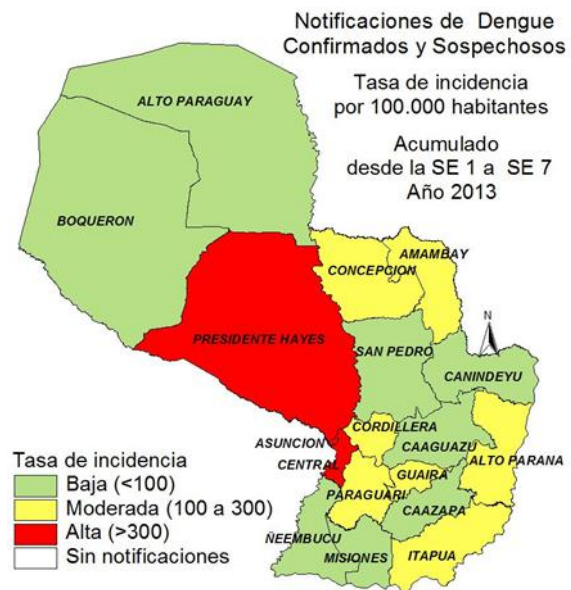 Notificaciones de Dengue
Confirmados y Sospechosos
Tasa de incidencia
por 100.000 habitantes
Acumulado
desde la SE 1 a SE 7
Año 2013
ALTO PARAGUAY
BOQUERON
CONCEPCION
AMAMBAY
PRESIDENTE HAYES
SAN PEDRO
N
CANINDEYU
CORDILLERA
ASUNCION
CAAGUAZU
CENTRAL
ALTO PARANA
GUAIRA
PARAGUARI
CAAZAPA
ÑEEMBUCU
MISIONES
ITAPUA
Tasa de incidencia
Baja (<100)
Moderada (100 a 300)
Alta (>300)
Sin notificaciones